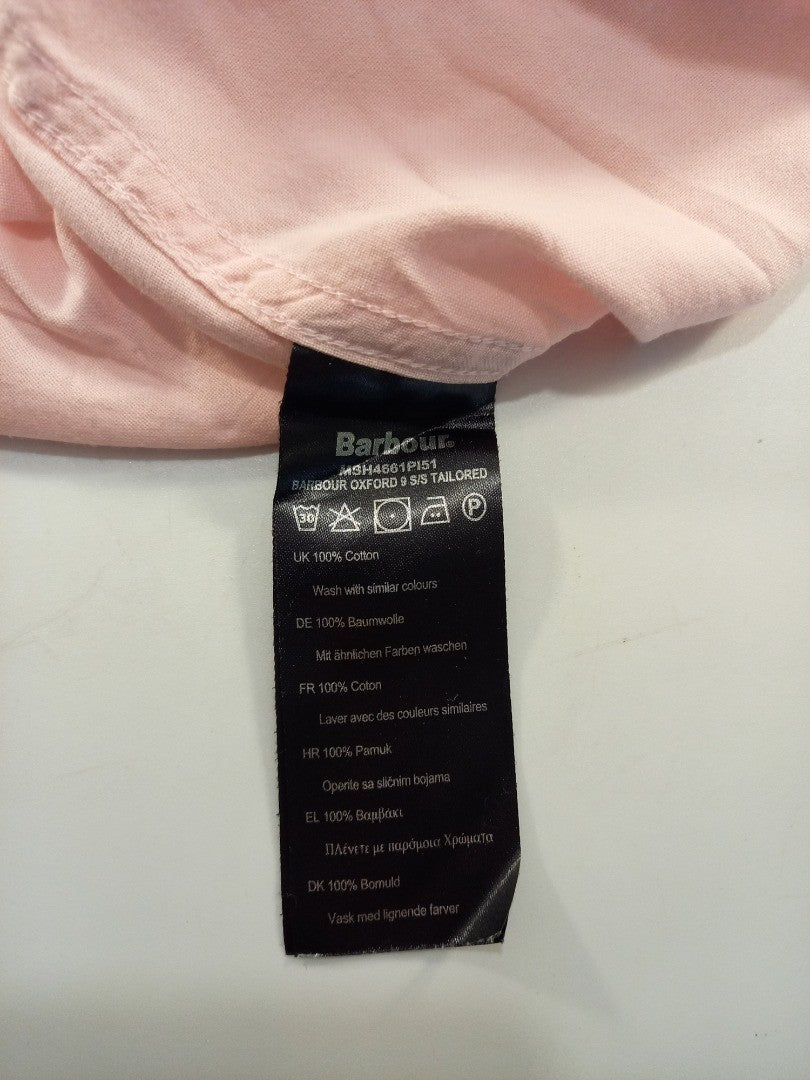 Barbour.
MSH4661PI51
BARBOUR OXFORD 9 S/S TAILORED
30 P
UK 100% Cotton
Wash with similar colours
DE 100% Baumwolle
Mit ähnlichen Farben waschen
FR 100% Coton
Laver avec des couleurs similaires
HR 100% Pamuk
Operite sa sličnim bojama
EL 100% Βαμβάκι
ΠΛένετε με παρόμοια Χρώματα
DK 100% Bomuld
Vask med lignende farver